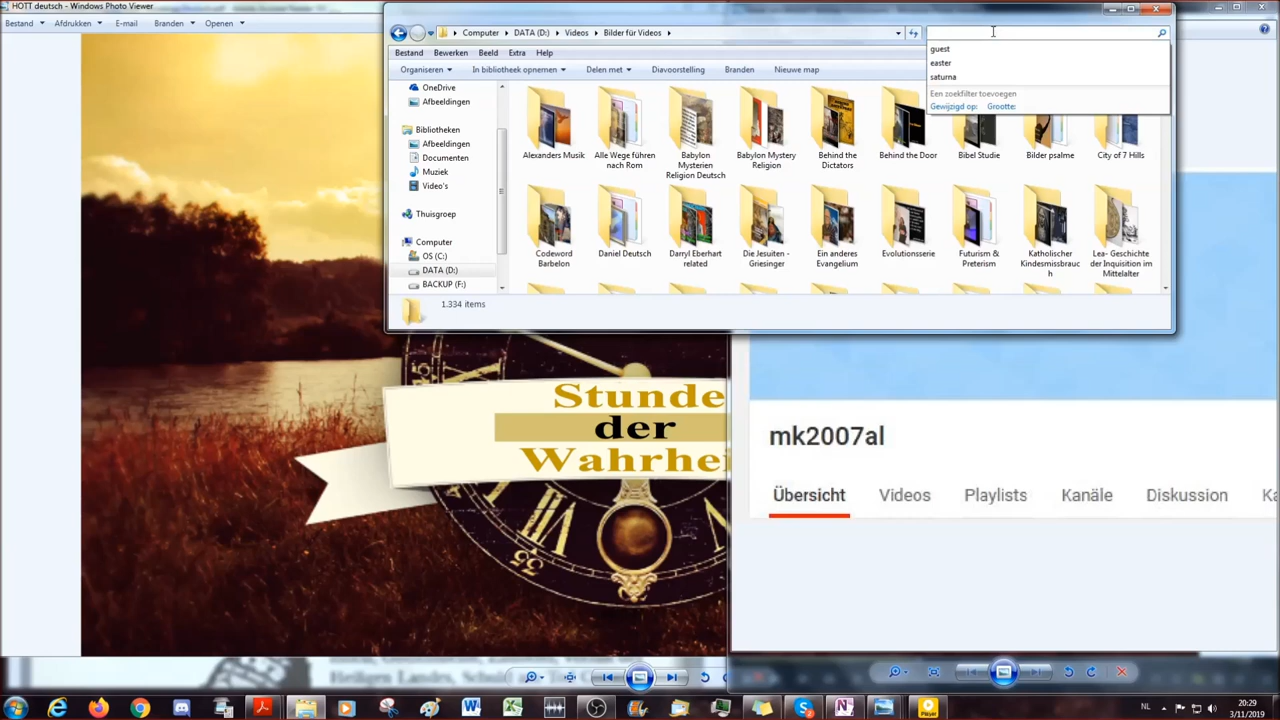 HOTT deutsch - Windows Photo Viewer
Bestand Afdrukken E-mail Branden Openen
Computer DATA (D:) Videos Bilder für Videos
Bestand Bewerken Beeld Extra Help
Organiseren In bibliotheek opnemen Delen met Diavoorstelling Branden Nieuwe map
guest
easter
saturna
Een zoekfilter toevoegen
Gewijzigd op: Grootte:
OneDrive
Afbeeldingen
Bibliotheken
Afbeeldingen
Documenten
Muziek
Video's
Thuisgroep
Computer
OS (C:)
DATA (D:)
BACKUP (F:)
Alexanders Musik
Alle Wege führen
nach Rom
Babylon
Mysterien
Religion Deutsch
Babylon Mystery
Religion
Behind the
Dictators
Behind the Door
Bibel Studie
Bilder psalme
City of 7 Hills
Codeword
Barbelon
Daniel Deutsch
Darryl Eberhart
related
Die Jesuiten -
Griesinger
Ein anderes
Evangelium
Evolutionsserie
Futurism &
Preterism
Katholischer
Kindesmissbrauc
h
Lea- Geschichte
der Inquisition im
Mittelalter
1.334 items
Stunde
der
Wahrhei
mk2007al
Übersicht Videos Playlists Kanäle Diskussion Ka
Heiligen Landes, Schul
NL
20:29
3/11/2019